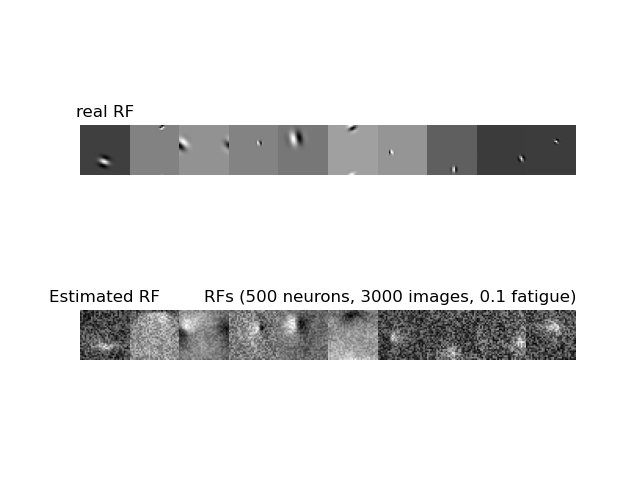 real RF
Estimated RF
RFs (500 neurons, 3000 images, 0.1 fatigue)